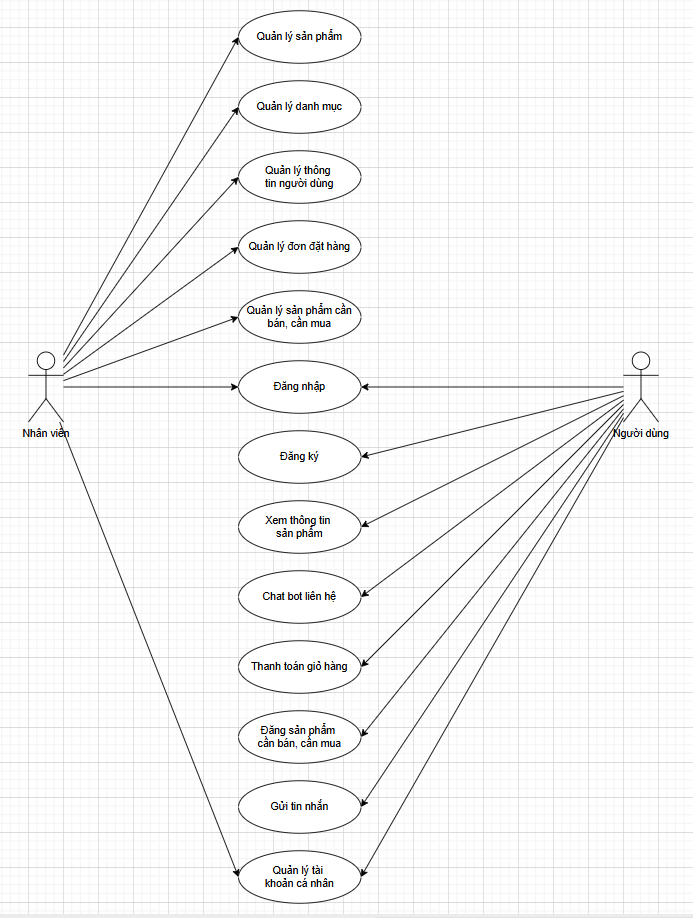 Quản lý sản phẩm
Quản lý danh mục
Quản lý thông
tin người dùng
Quản lý đơn đặt hàng
Quản lý sản phẩm cần
bán, cần mua
Đăng nhập
Nhân viên
Người dùng
Đăng ký
Xem thông tin
sản phẩm
Chat bot liên hệ
Thanh toán giỏ hàng
Đăng sản phẩm
cần bán, cần mua
Gửi tin nhắn
Quản lý tài
khoản cá nhân